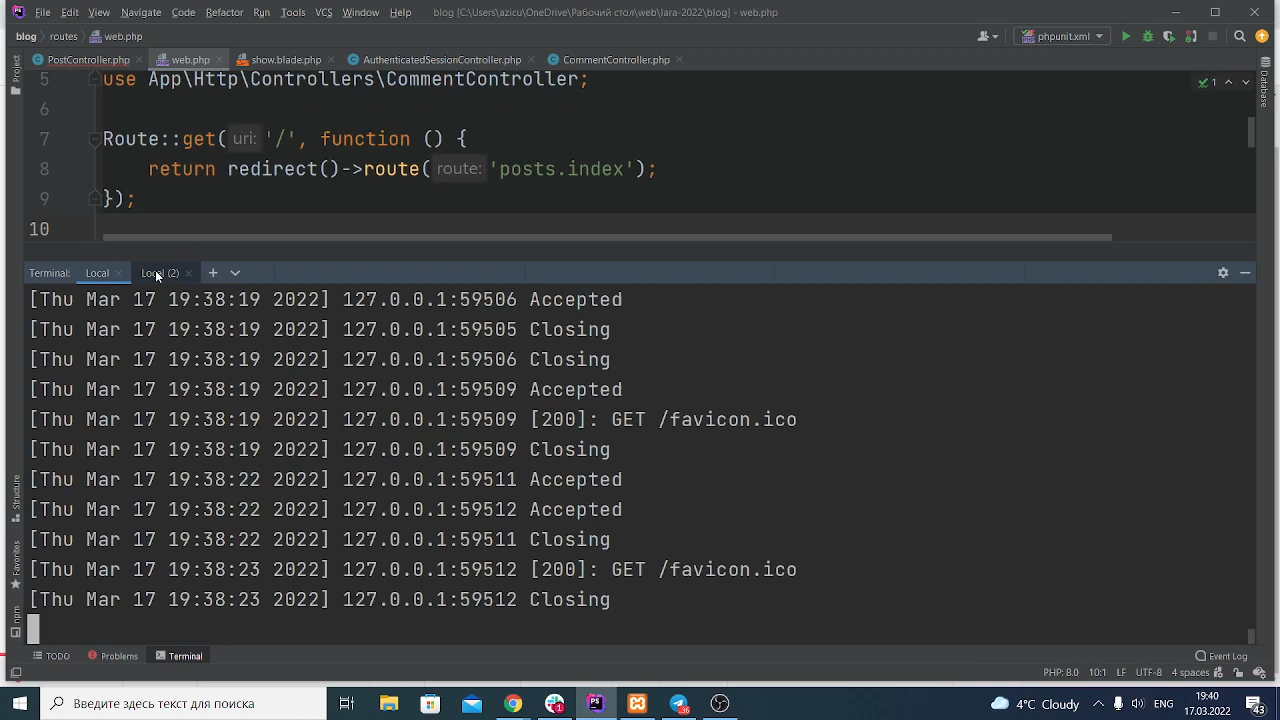 File Edit View Navigate Code Refactor Run Tools VCS Window Help blog [C:\Users\azicu\OneDrive\Рабочий стол\web\lara-2022\blog] - web.php
blog routes web.php phpunit.xml
PostController.php web.php show.blade.php AuthenticatedSessionController.php CommentController.php
Project
Database
5 use App\Http\Controllers\CommentController; 1
6
7 Route::get( uri: '/', function () {
8 return redirect()->route( route: 'posts.index');
9 });
10
Terminal: Local Local (2)
[Thu Mar 17 19:38:19 2022] 127.0.0.1:59506 Accepted
[Thu Mar 17 19:38:19 2022] 127.0.0.1:59505 Closing
[Thu Mar 17 19:38:19 2022] 127.0.0.1:59506 Closing
[Thu Mar 17 19:38:19 2022] 127.0.0.1:59509 Accepted
[Thu Mar 17 19:38:19 2022] 127.0.0.1:59509 [200]: GET /favicon.ico
[Thu Mar 17 19:38:19 2022] 127.0.0.1:59509 Closing
[Thu Mar 17 19:38:22 2022] 127.0.0.1:59511 Accepted
[Thu Mar 17 19:38:22 2022] 127.0.0.1:59512 Accepted
[Thu Mar 17 19:38:22 2022] 127.0.0.1:59511 Closing
[Thu Mar 17 19:38:23 2022] 127.0.0.1:59512 [200]: GET /favicon.ico
[Thu Mar 17 19:38:23 2022] 127.0.0.1:59512 Closing
Structure
Favorites
npm
TODO Problems Terminal Event Log
PHP: 8.0 10:1 LF UTF-8 4 spaces
Введите здесь текст для поиска
36
4°C Cloudy ENG 19:40
17.03.2022
43